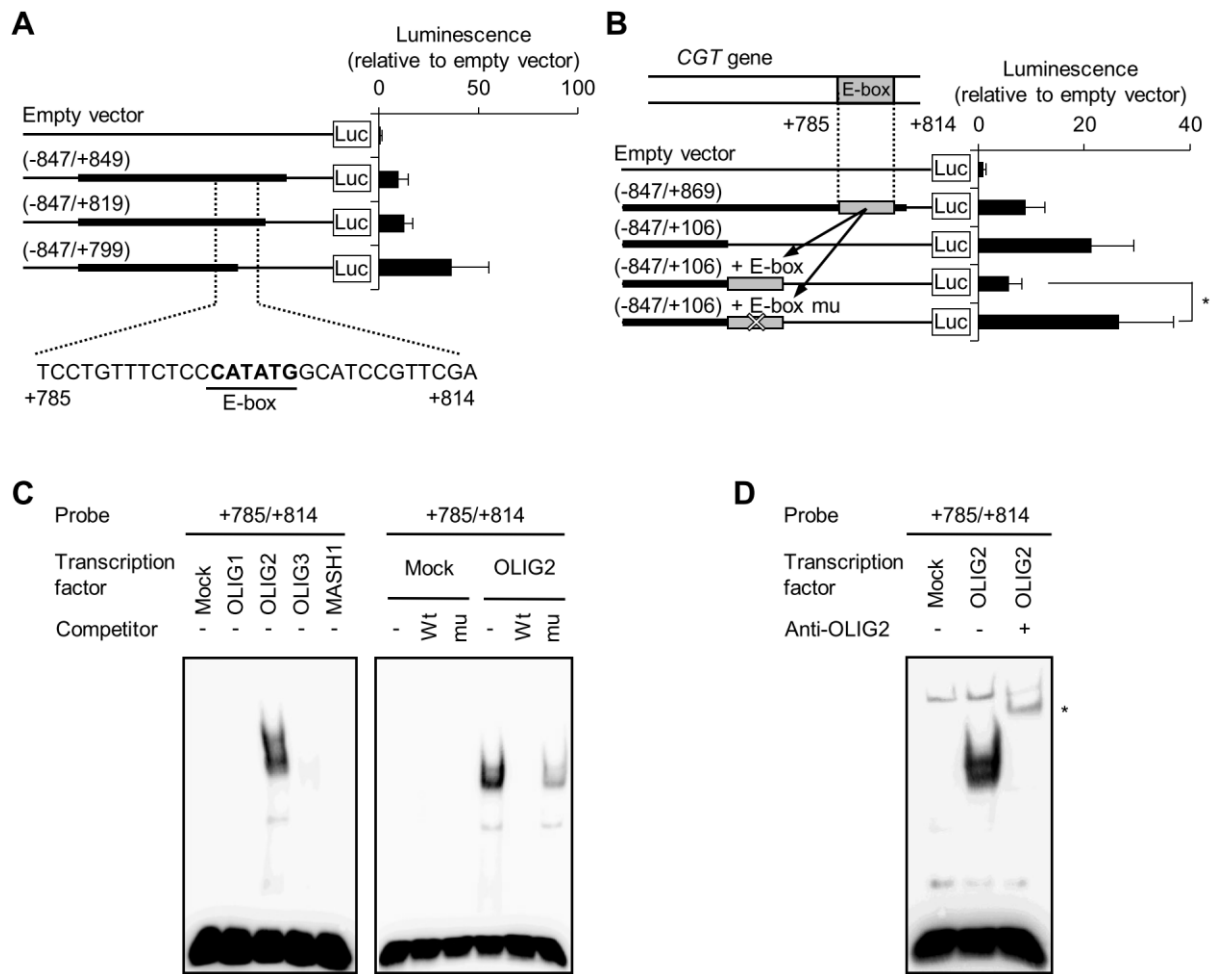 A
Luminescence
(relative to empty vector)
0 50 100
Empty vector
Luc
(-847/+849)
Luc
(-847/+819)
Luc
(-847/+799)
Luc
TCCTGTTTCTCCCATATGGCATCCGTTCGA
+785 E-box +814
B
CGT gene
E-box
+785 +814
Luminescence
(relative to empty vector)
0 20 40
Empty vector
Luc
(-847/+869)
Luc
(-847/+106)
Luc
(-847/+106) + E-box
Luc
(-847/+106) + E-box mu
Luc
*
C
Probe +785/+814 +785/+814
Transcription
factor
Mock OLIG1 OLIG2 OLIG3 MASH1 Mock OLIG2
Competitor - - - - - - Wt mu - Wt mu
D
Probe +785/+814
Transcription
factor
Mock OLIG2 OLIG2
Anti-OLIG2 - - +
*